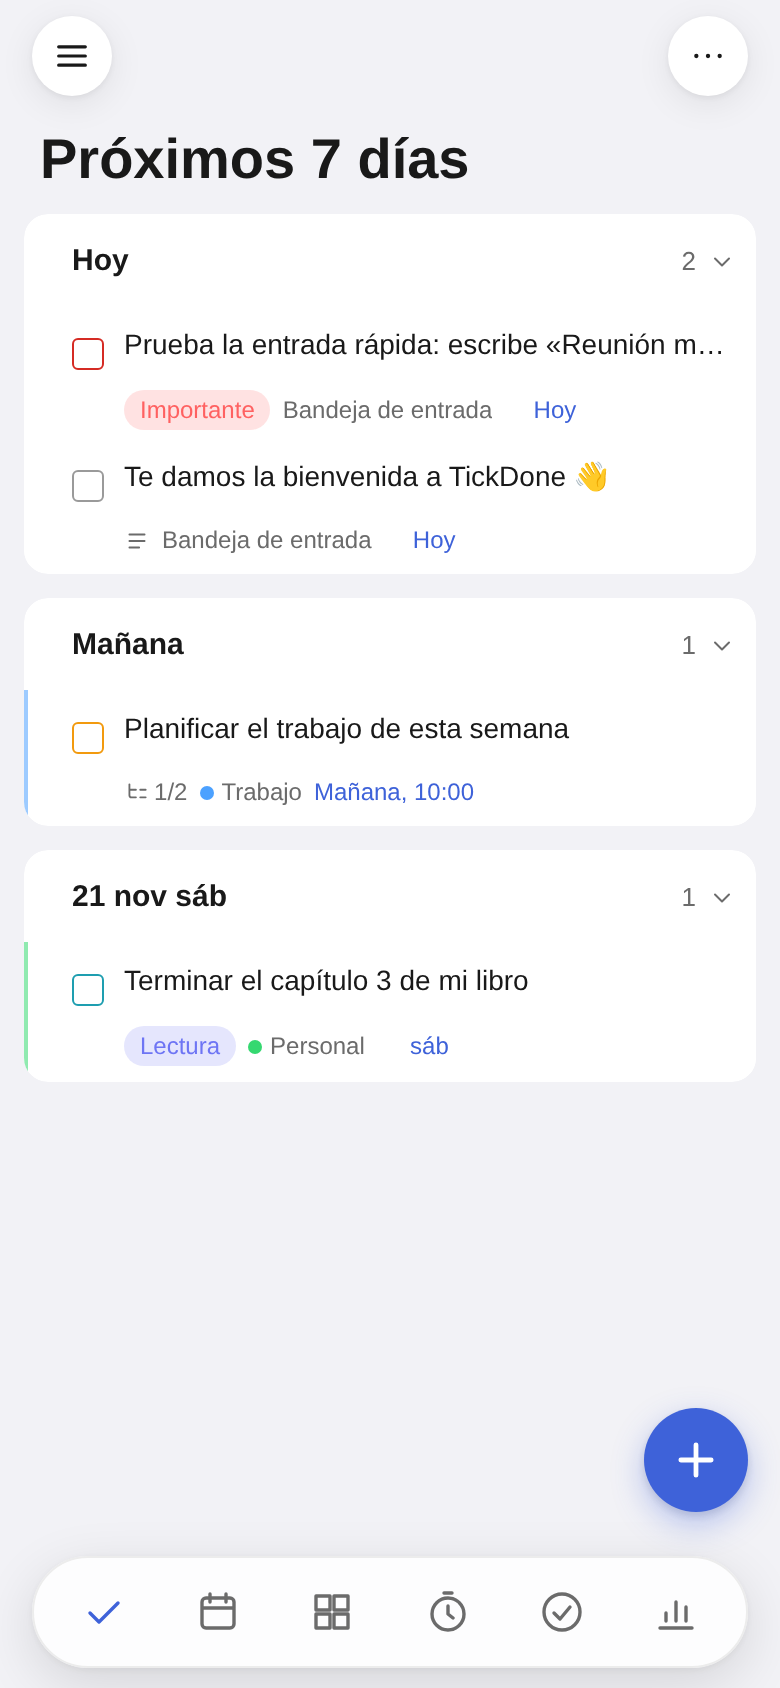 Próximos 7 días
Hoy 2
Prueba la entrada rápida: escribe «Reunión m…
Importante Bandeja de entrada Hoy
Te damos la bienvenida a TickDone 👋
Bandeja de entrada Hoy
Mañana 1
Planificar el trabajo de esta semana
1/2 Trabajo Mañana, 10:00
21 nov sáb 1
Terminar el capítulo 3 de mi libro
Lectura Personal sáb